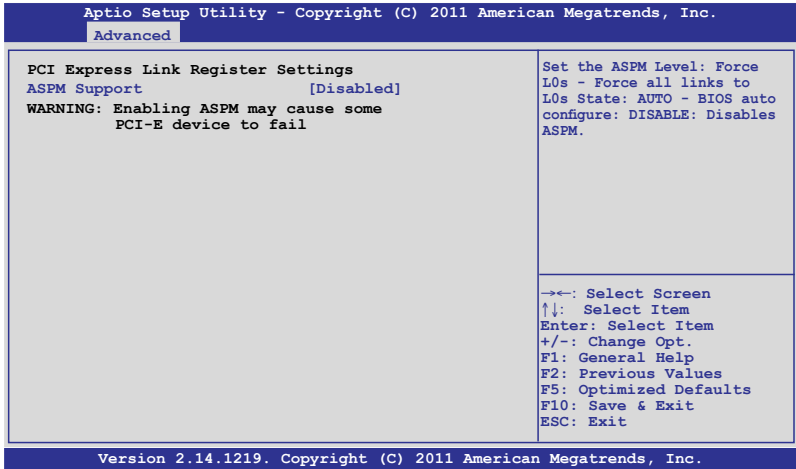 Aptio Setup Utility - Copyright (C) 2011 American Megatrends, Inc.
Advanced
PCI Express Link Register Settings
ASPM Support [Disabled]
WARNING: Enabling ASPM may cause some
PCI-E device to fail
Set the ASPM Level: Force
L0s - Force all links to
L0s State: AUTO - BIOS auto
configure: DISABLE: Disables
ASPM.
→←: Select Screen
↑↓: Select Item
Enter: Select Item
+/-: Change Opt.
F1: General Help
F2: Previous Values
F5: Optimized Defaults
F10: Save & Exit
ESC: Exit
Version 2.14.1219. Copyright (C) 2011 American Megatrends, Inc.